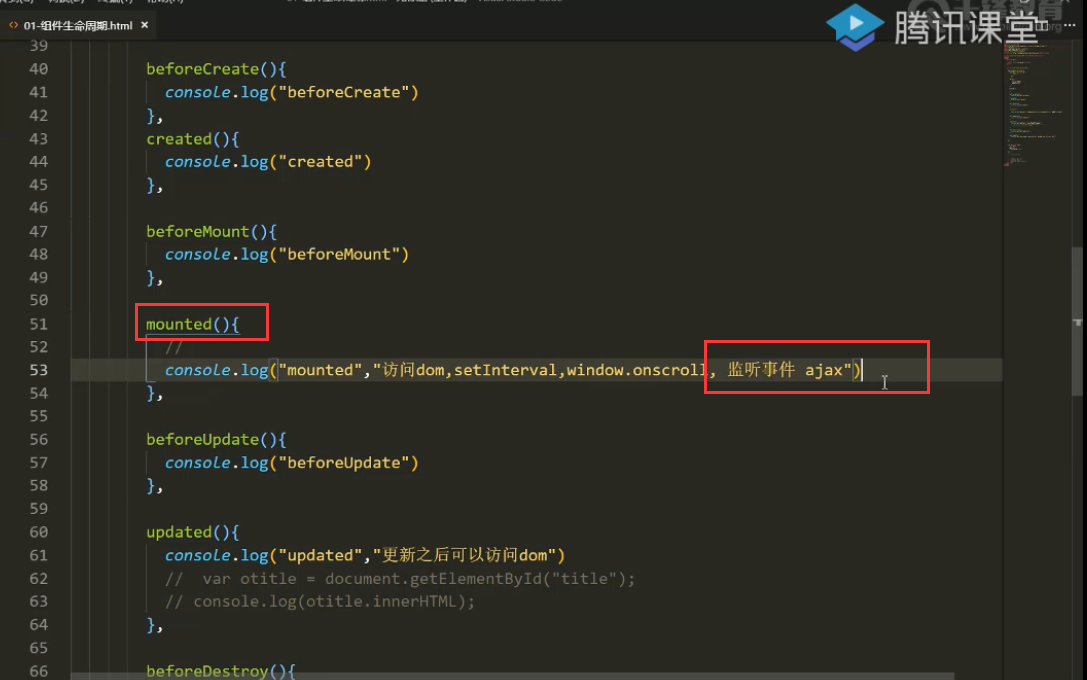 01-组件生命周期.html ×
腾讯课堂
39
40 beforeCreate(){
41 console.log("beforeCreate")
42 },
43 created(){
44 console.log("created")
45 },
46
47 beforeMount(){
48 console.log("beforeMount")
49 },
50
51 mounted(){
52 //
53 console.log("mounted","访问dom,setInterval,window.onscroll, 监听事件 ajax")
54 },
55
56 beforeUpdate(){
57 console.log("beforeUpdate")
58 },
59
60 updated(){
61 console.log("updated","更新之后可以访问dom")
62 // var otitle = document.getElementById("title");
63 // console.log(otitle.innerHTML);
64 },
65
66 beforeDestroy(){